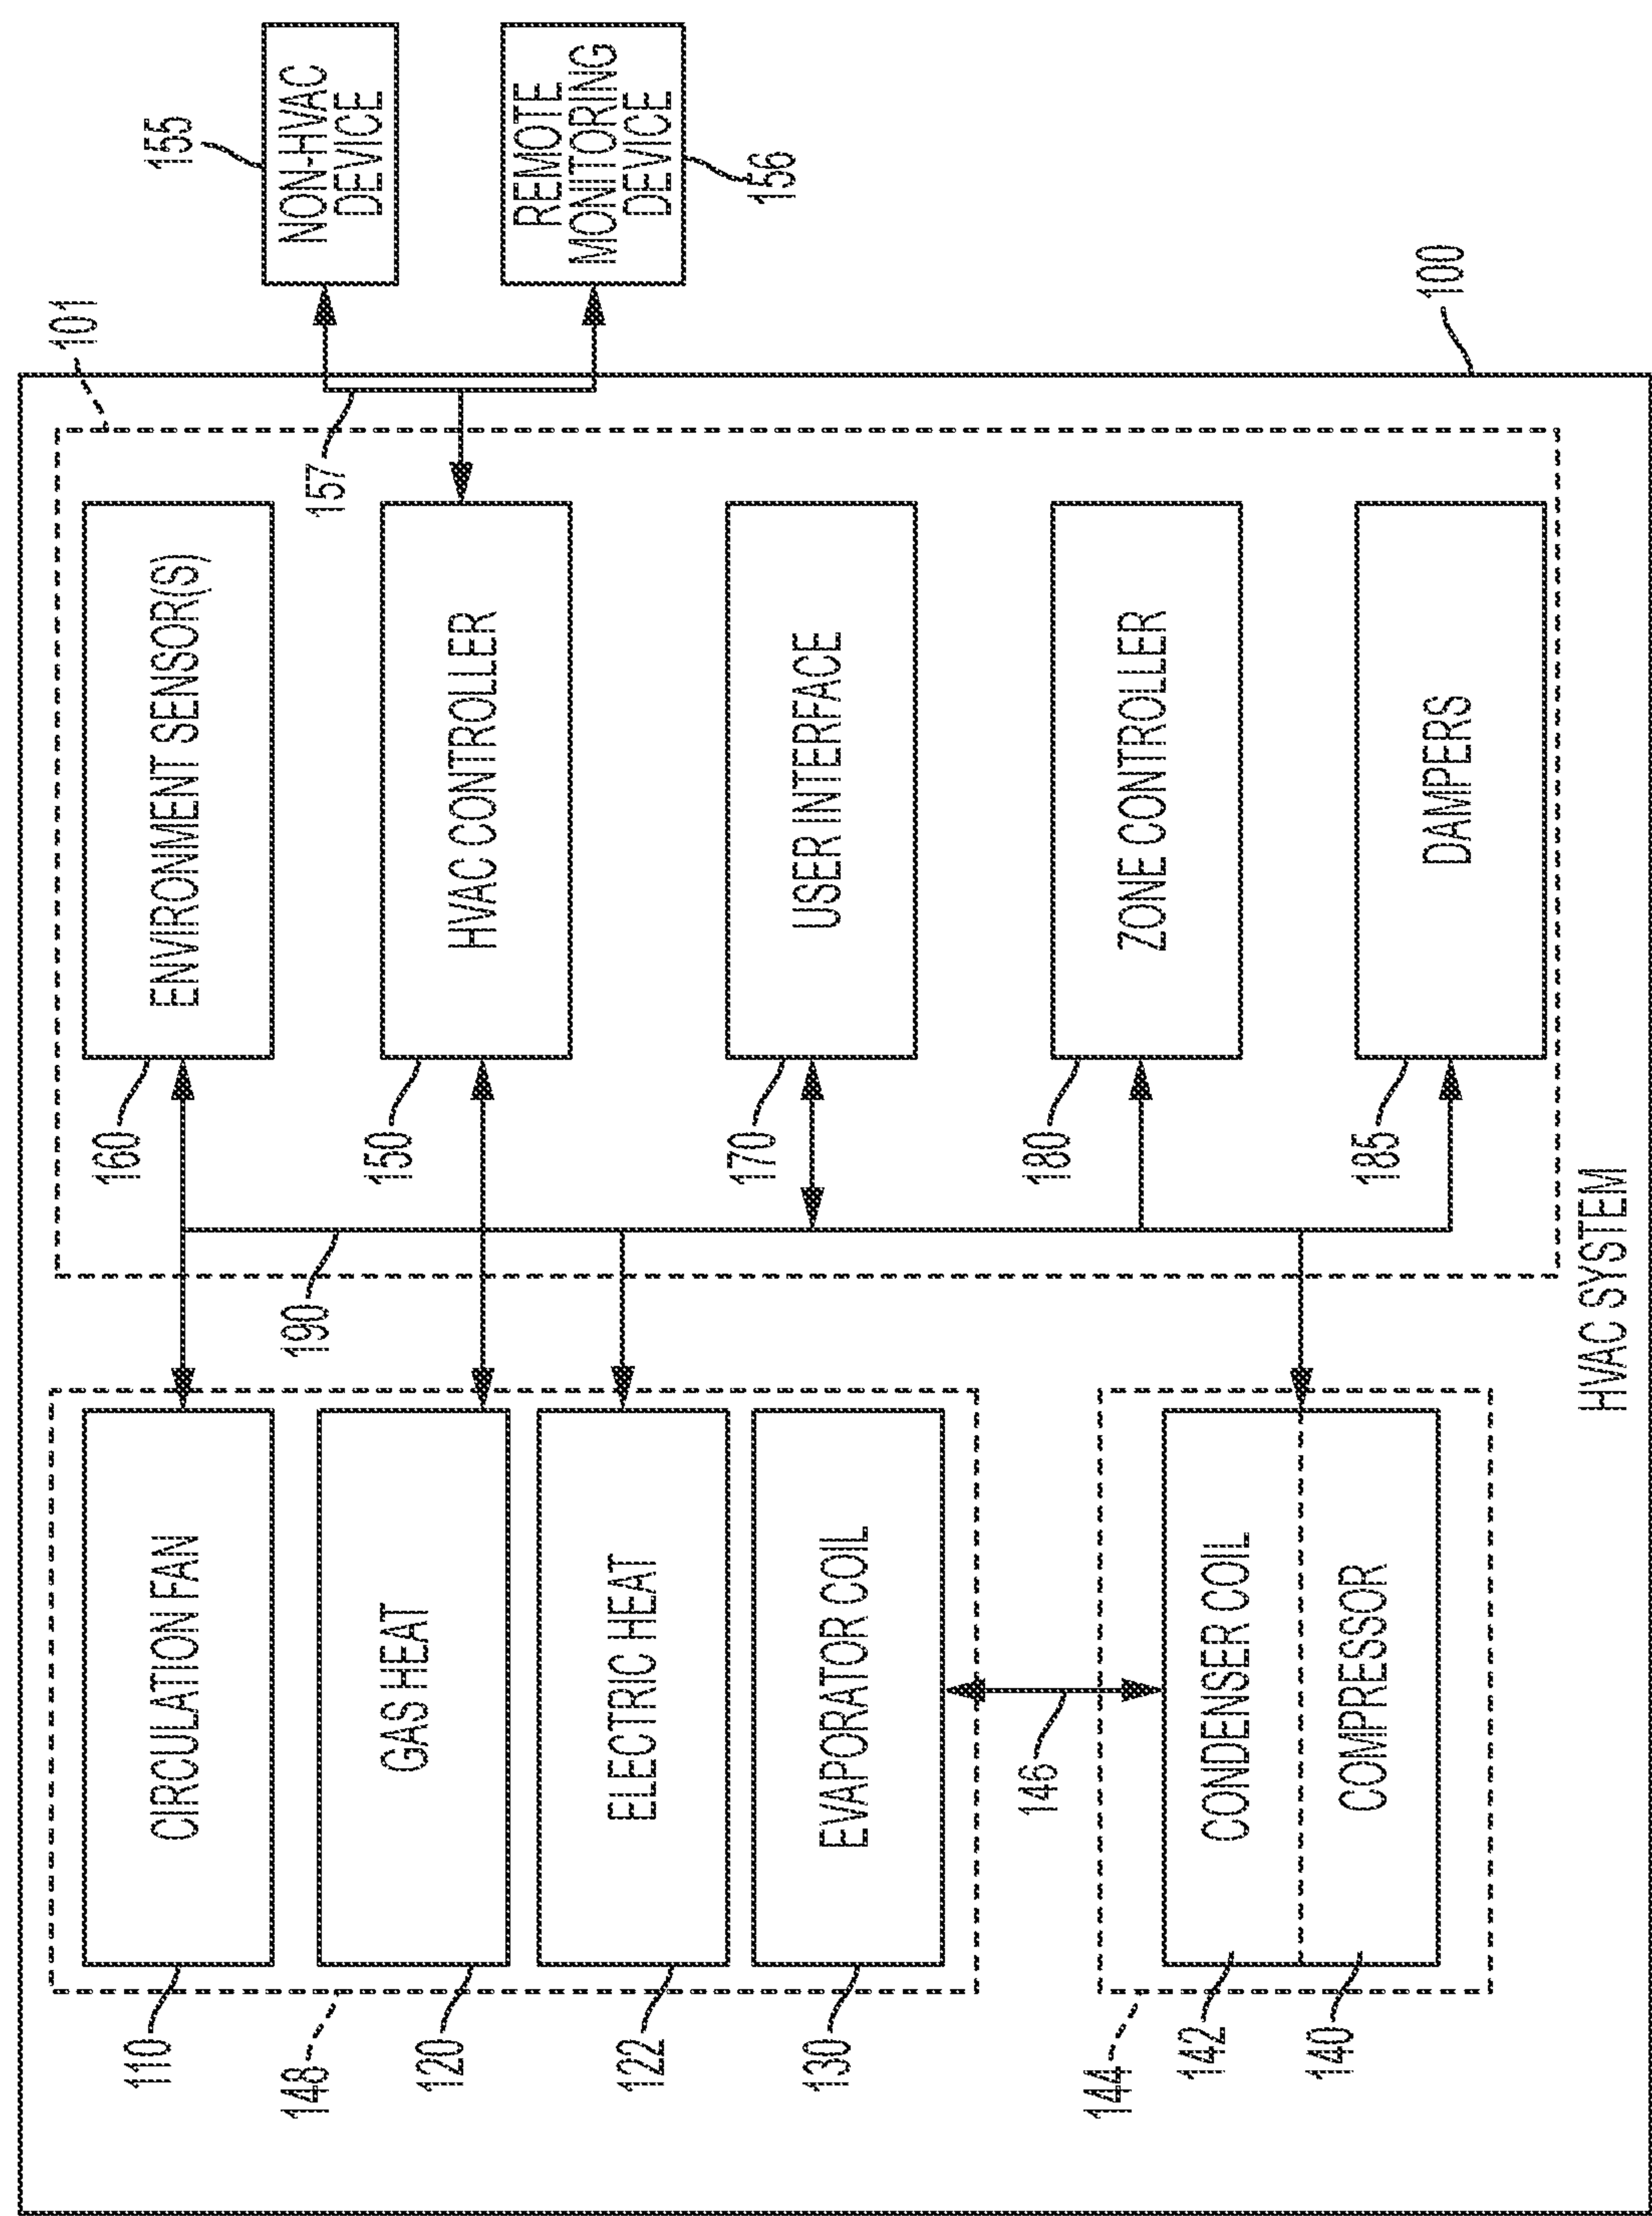 155
NON-HVAC
DEVICE
REMOTE
MONITORING
DEVICE
156
101
157
100
ENVIRONMENT SENSOR(S)
160
HVAC CONTROLLER
150
USER INTERFACE
170
ZONE CONTROLLER
180
DAMPERS
185
190
CIRCULATION FAN
110
GAS HEAT
120
ELECTRIC HEAT
122
EVAPORATOR COIL
130
148
146
CONDENSER COIL
142
COMPRESSOR
140
144
HVAC SYSTEM